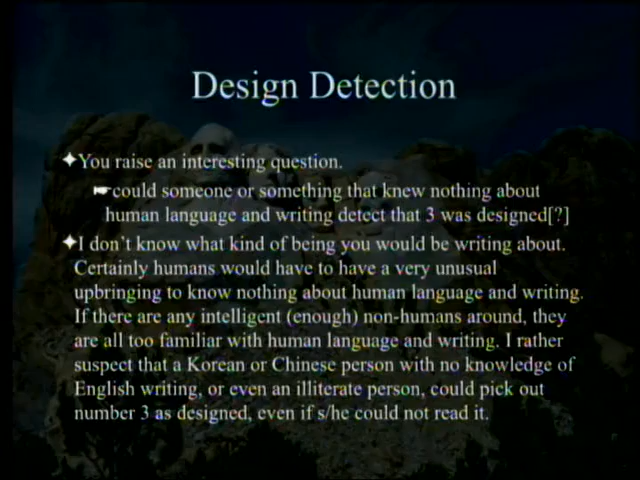 Design Detection
You raise an interesting question.
could someone or something that knew nothing about
human language and writing detect that 3 was designed[?]
I don't know what kind of being you would be writing about.
Certainly humans would have to have a very unusual
upbringing to know nothing about human language and writing.
If there are any intelligent (enough) non-humans around, they
are all too familiar with human language and writing. I rather
suspect that a Korean or Chinese person with no knowledge of
English writing, or even an illiterate person, could pick out
number 3 as designed, even if s/he could not read it.